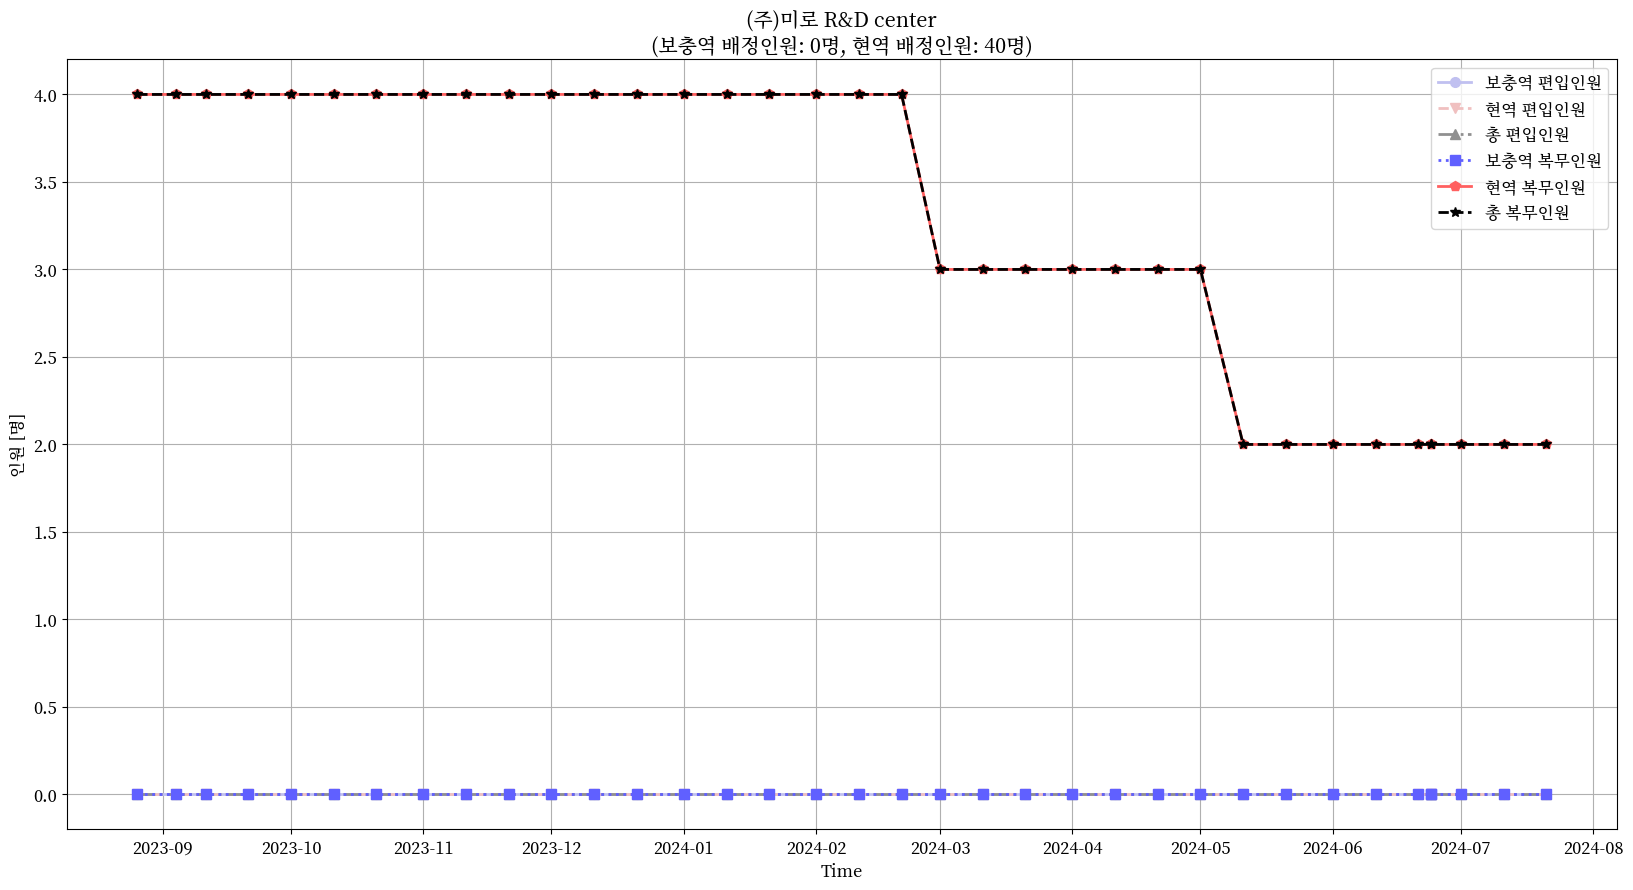 (주)미로 R&D center
(보충역 배정인원: 0명, 현역 배정인원: 40명)
보충역 편입인원
현역 편입인원
총 편입인원
보충역 복무인원
현역 복무인원
총 복무인원
인원 [명]
4.0
3.5
3.0
2.5
2.0
1.5
1.0
0.5
0.0
2023-09 2023-10 2023-11 2023-12 2024-01 2024-02 2024-03 2024-04 2024-05 2024-06 2024-07 2024-08
Time